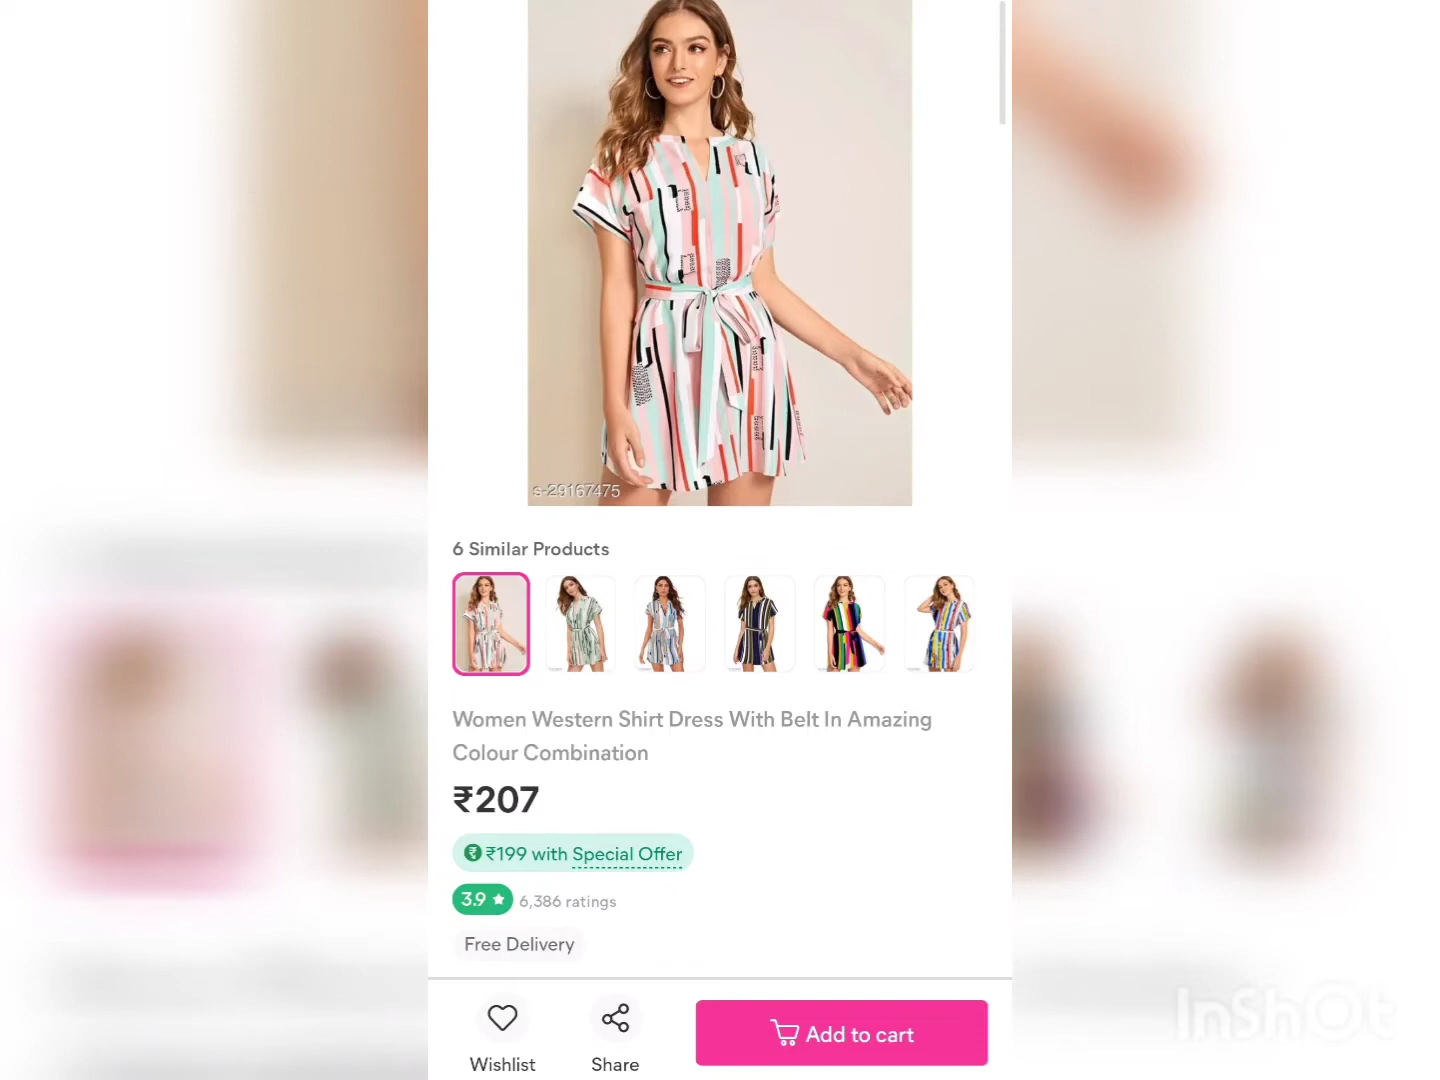 s-29167475
6 Similar Products
Women Western Shirt Dress With Belt In Amazing
Colour Combination
₹207
₹199 with Special Offer
3.9 ★ 6,386 ratings
Free Delivery
Wishlist
Share
Add to cart
InShOt